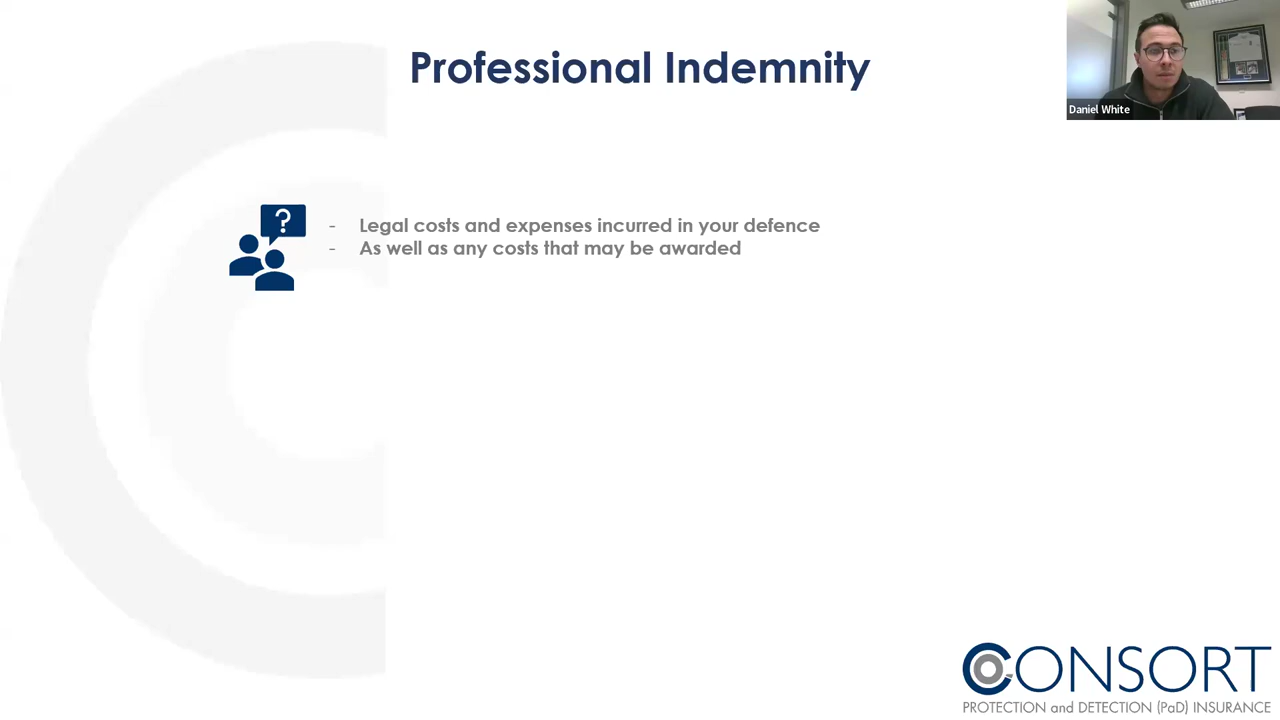 Professional Indemnity
Daniel White
?
- Legal costs and expenses incurred in your defence
- As well as any costs that may be awarded
CONSORT
PROTECTION and DETECTION (PaD) INSURANCE